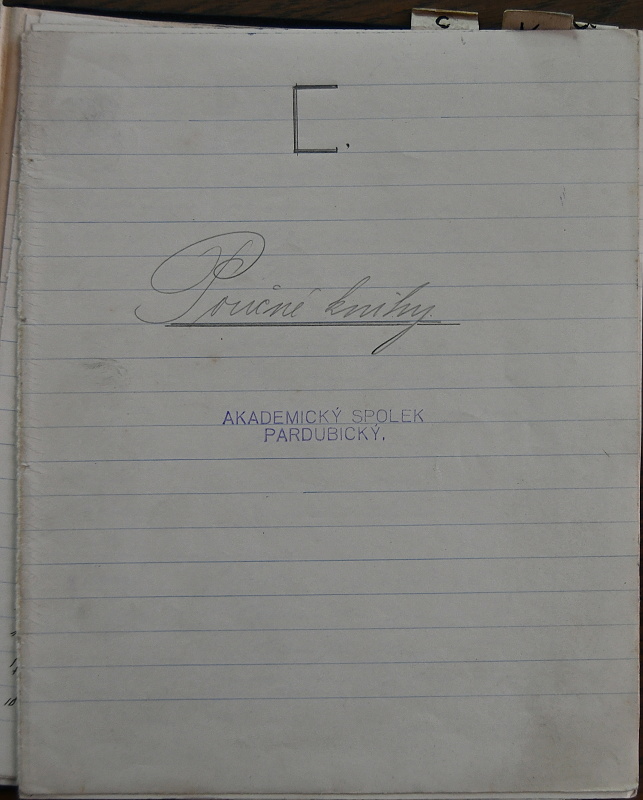 C
C.
Poučné knihy.
AKADEMICKÝ SPOLEK
PARDUBICKÝ.